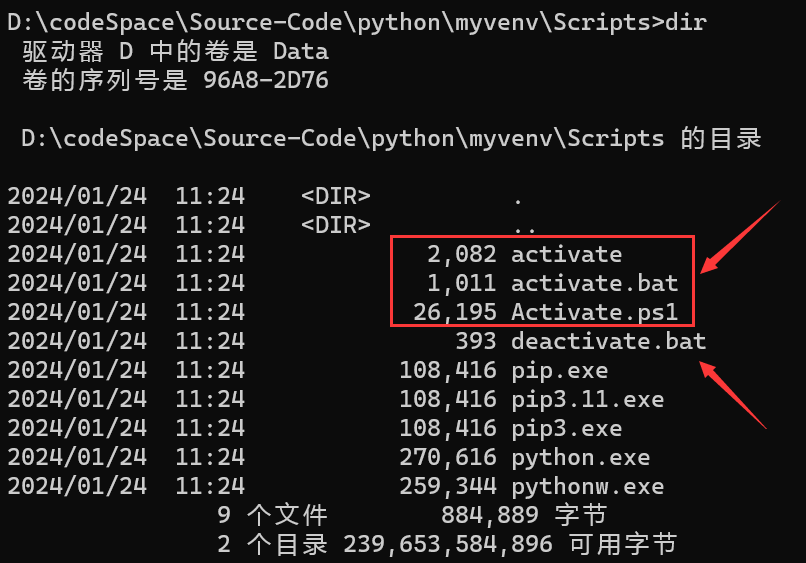 D:\codeSpace\Source-Code\python\myvenv\Scripts>dir
驱动器 D 中的卷是 Data
卷的序列号是 96A8-2D76
D:\codeSpace\Source-Code\python\myvenv\Scripts 的目录
2024/01/24  11:24    <DIR>          .
2024/01/24  11:24    <DIR>          ..
2024/01/24  11:24             2,082 activate
2024/01/24  11:24             1,011 activate.bat
2024/01/24  11:24            26,195 Activate.ps1
2024/01/24  11:24               393 deactivate.bat
2024/01/24  11:24           108,416 pip.exe
2024/01/24  11:24           108,416 pip3.11.exe
2024/01/24  11:24           108,416 pip3.exe
2024/01/24  11:24           270,616 python.exe
2024/01/24  11:24           259,344 pythonw.exe
9 个文件        884,889 字节
2 个目录 239,653,584,896 可用字节